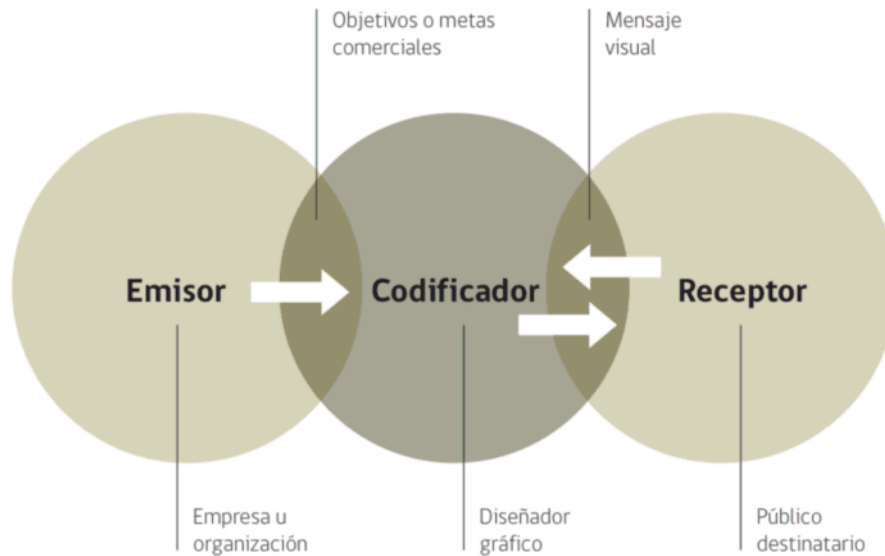 Objetivos o metas
comerciales
Mensaje
visual
Emisor
Codificador
Receptor
Empresa u
organización
Diseñador
gráfico
Público
destinatario